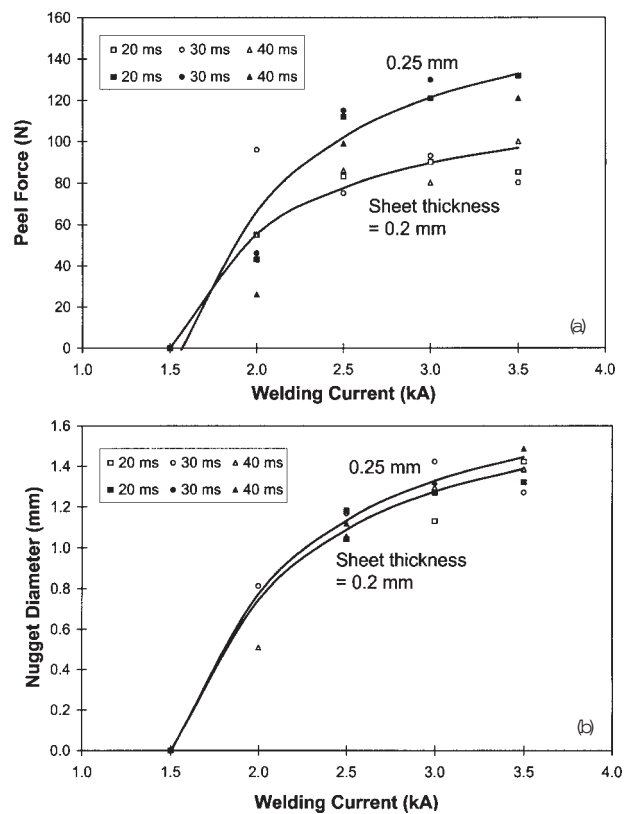 160
140
120
100
80
60
40
20
0
Peel Force (N)
20 ms 30 ms 40 ms
20 ms 30 ms 40 ms
0.25 mm
Sheet thickness
= 0.2 mm
(a)
1.0 1.5 2.0 2.5 3.0 3.5 4.0
Welding Current (kA)
1.6
1.4
1.2
1.0
0.8
0.6
0.4
0.2
0.0
Nugget Diameter (mm)
20 ms 30 ms 40 ms
20 ms 30 ms 40 ms
0.25 mm
Sheet thickness
= 0.2 mm
(b)
1.0 1.5 2.0 2.5 3.0 3.5 4.0
Welding Current (kA)